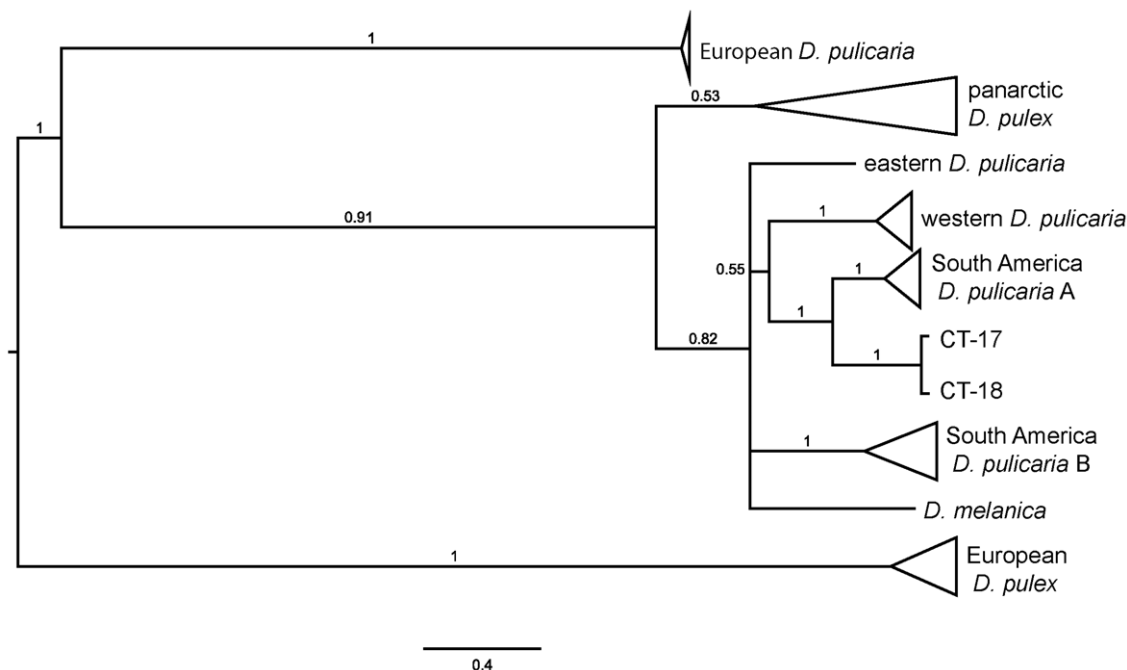 1
European D. pulicaria
0.53
panarctic
D. pulex
1
eastern D. pulicaria
1
western D. pulicaria
0.91
0.55
1
South America
D. pulicaria A
1
0.82
1
CT-17
CT-18
1
South America
D. pulicaria B
D. melanica
1
European
D. pulex
0.4